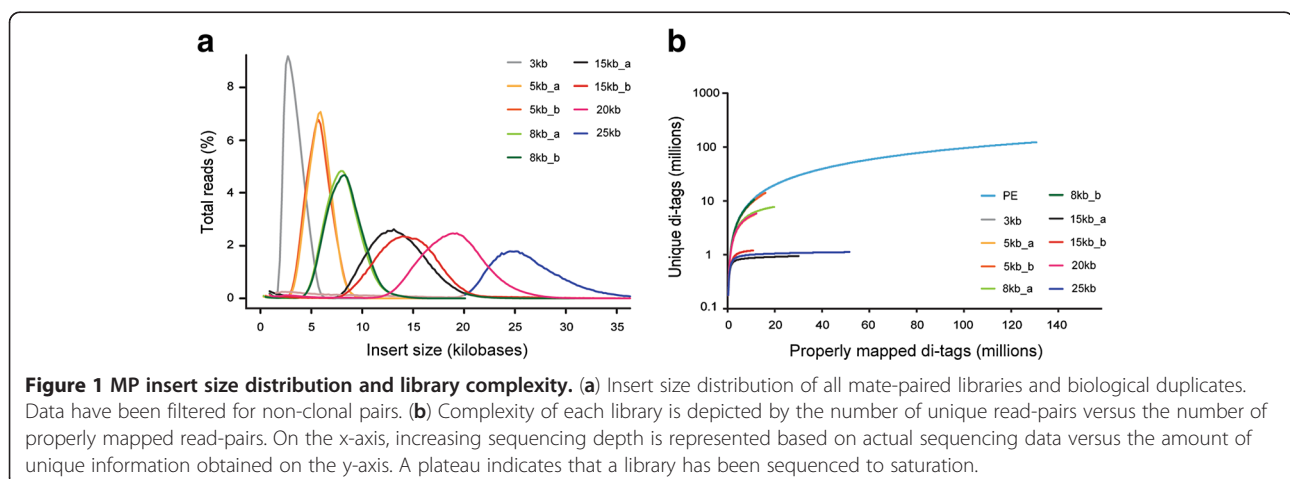 a
Total reads (%)
8
6
4
2
0
0 5 10 15 20 25 30 35
Insert size (kilobases)
3kb
5kb_a
5kb_b
8kb_a
8kb_b
15kb_a
15kb_b
20kb
25kb
b
Unique di-tags (millions)
1000
100
10
1
0.1
0 20 40 60 80 100 120 140
Properly mapped di-tags (millions)
PE
3kb
5kb_a
5kb_b
8kb_a
8kb_b
15kb_a
15kb_b
20kb
25kb
Figure 1 MP insert size distribution and library complexity. (a) Insert size distribution of all mate-paired libraries and biological duplicates.
Data have been filtered for non-clonal pairs. (b) Complexity of each library is depicted by the number of unique read-pairs versus the number of
properly mapped read-pairs. On the x-axis, increasing sequencing depth is represented based on actual sequencing data versus the amount of
unique information obtained on the y-axis. A plateau indicates that a library has been sequenced to saturation.